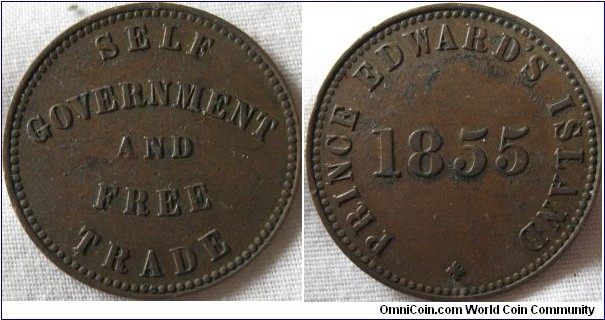 SELF
GOVERNMENT
AND
FREE
TRADE
PRINCE EDWARD'S ISLAND
1855
OmniCoin.com World Coin Community